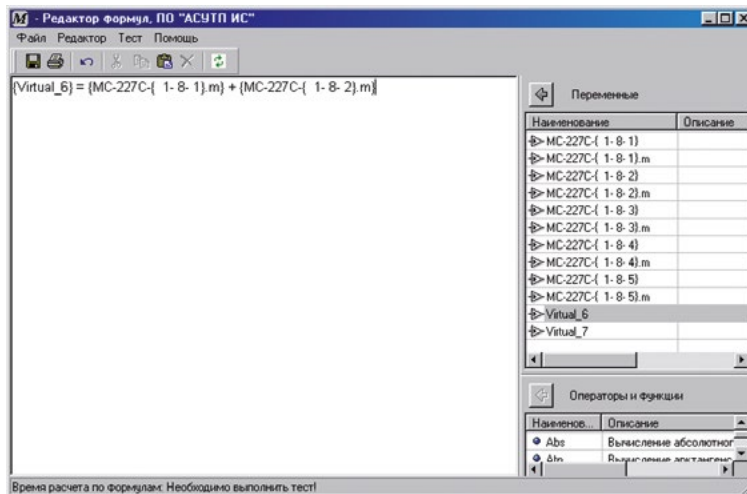 - Редактор формул, ПО "АСУТП ИС"
Файл Редактор Тест Помощь
{Virtual_6} = {MC-227C-{ 1- 8- 1}.m} + {MC-227C-{ 1- 8- 2}.m}
Переменные
Наименование Описание
MC-227C-{ 1- 8- 1}
MC-227C-{ 1- 8- 1}.m
MC-227C-{ 1- 8- 2}
MC-227C-{ 1- 8- 2}.m
MC-227C-{ 1- 8- 3}
MC-227C-{ 1- 8- 3}.m
MC-227C-{ 1- 8- 4}
MC-227C-{ 1- 8- 4}.m
MC-227C-{ 1- 8- 5}
MC-227C-{ 1- 8- 5}.m
Virtual_6
Virtual_7
Операторы и функции
Наименов... Описание
Abs Вычисление абсолютног
Atn Вычисление арктангенс
Время расчета по формулам: Необходимо выполнить тест!